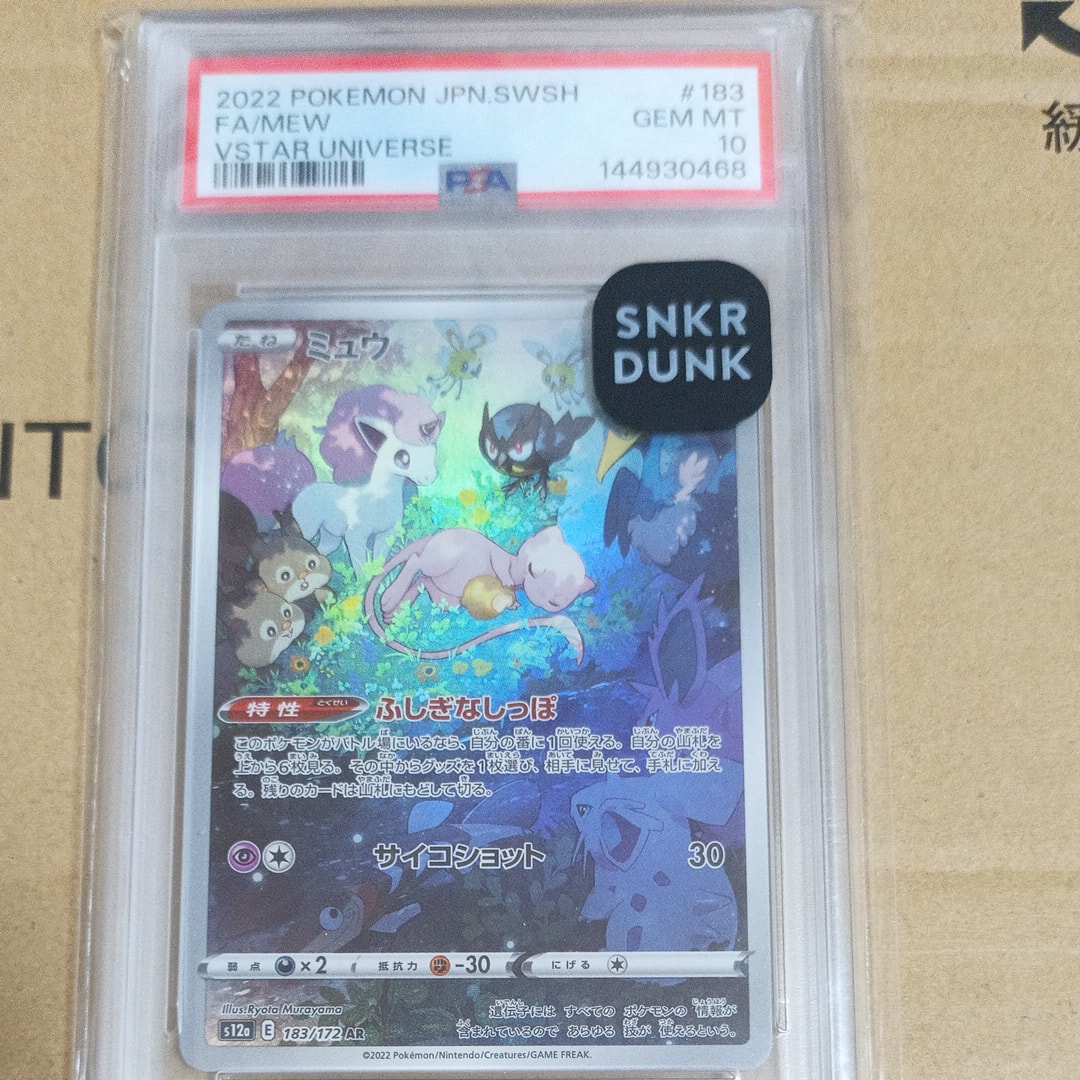 2022 POKEMON JPN.SWSH #183
FA/MEW GEM MT
VSTAR UNIVERSE 10
144930468
PSA
SNKR
DUNK
たね ミュウ
特性 とくせい ふしぎなしっぽ
このポケモンがバトル場にいるなら、自分の番に1回使える。自分の山札を
上から6枚見る。その中からグッズを1枚選び、相手に見せて、手札に加え
る。残りのカードは山札にもどして切る。
サイコショット 30
弱点 ×2 抵抗力 -30 にげる
Illus.Ryota Murayama
遺伝子には すべての ポケモンの 情報が
含まれているので あらゆる 技が 使えるという。
s12a E 183/172 AR
©2022 Pokémon/Nintendo/Creatures/GAME FREAK.